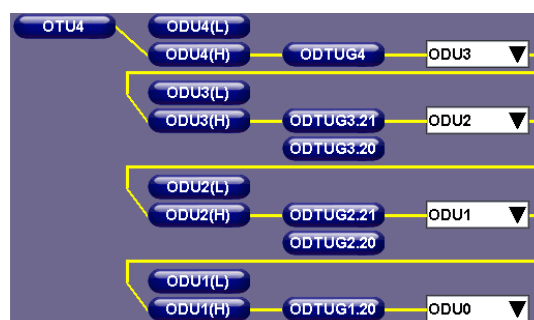 OTU4 ODU4(L)
ODU4(H) ODTUG4 ODU3
ODU3(L)
ODU3(H) ODTUG3.21 ODU2
ODTUG3.20
ODU2(L)
ODU2(H) ODTUG2.21 ODU1
ODTUG2.20
ODU1(L)
ODU1(H) ODTUG1.20 ODU0